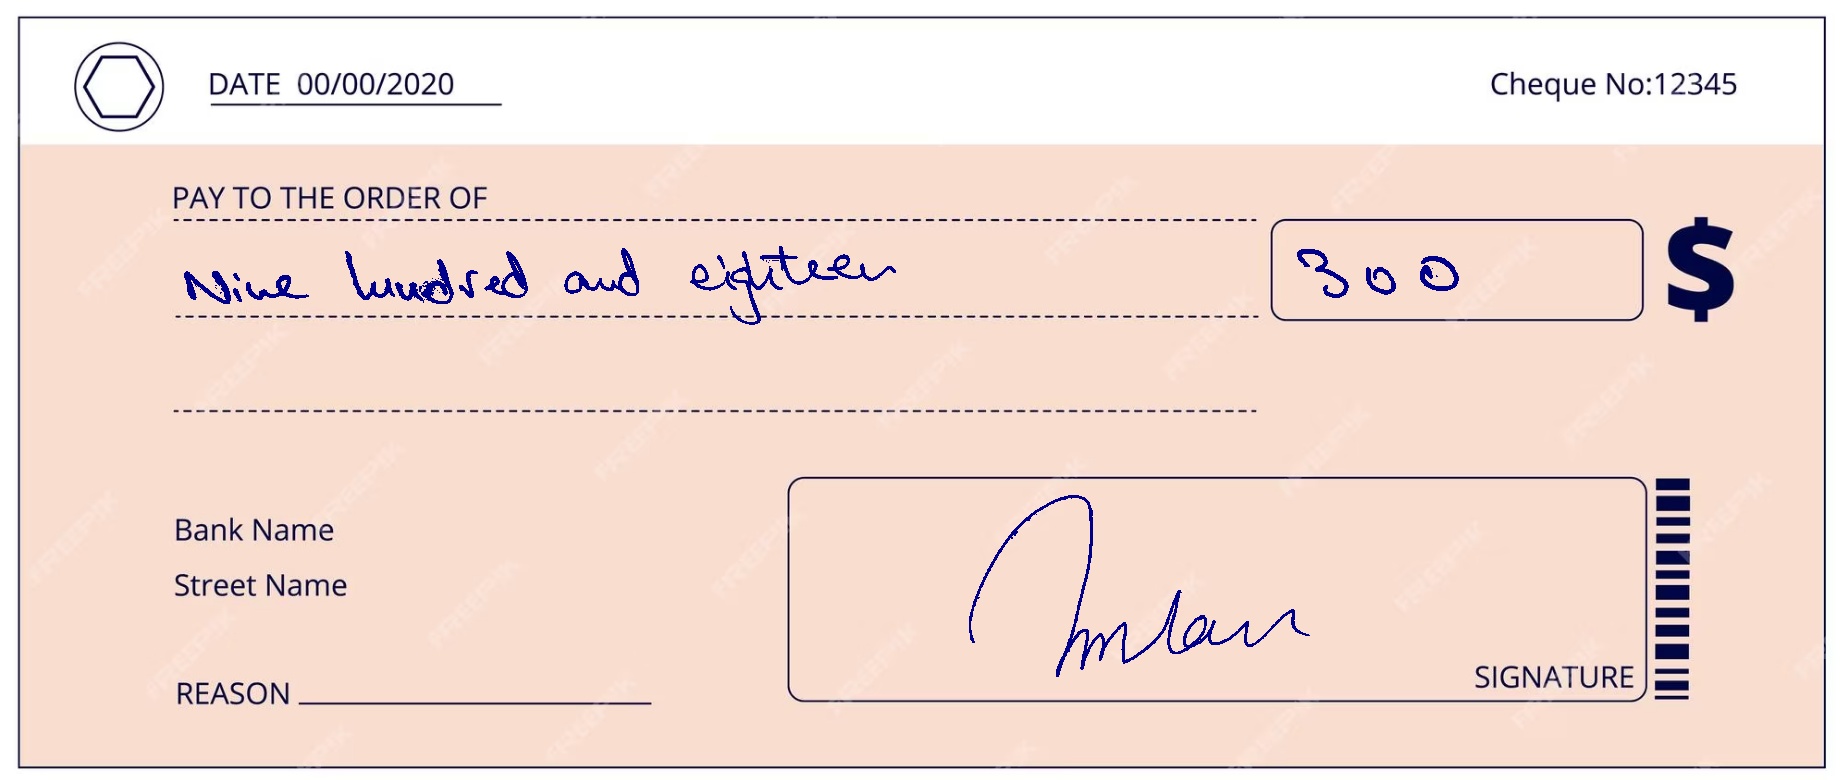 DATE 00/00/2020
Cheque No:12345
PAY TO THE ORDER OF
Nine hundred and eighteen
300
$
Bank Name
Street Name
REASON
SIGNATURE